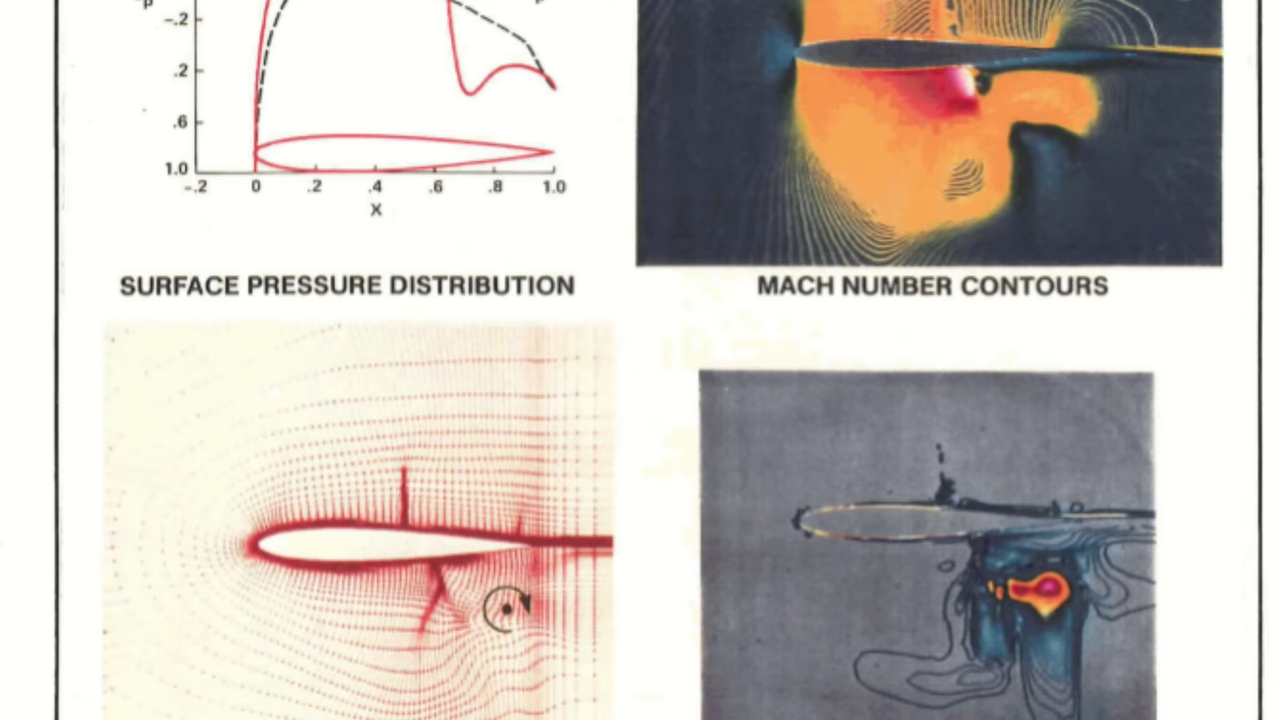 -.2
.2
.6
1.0
-.2 0 .2 .4 .6 .8 1.0
X
SURFACE PRESSURE DISTRIBUTION
MACH NUMBER CONTOURS